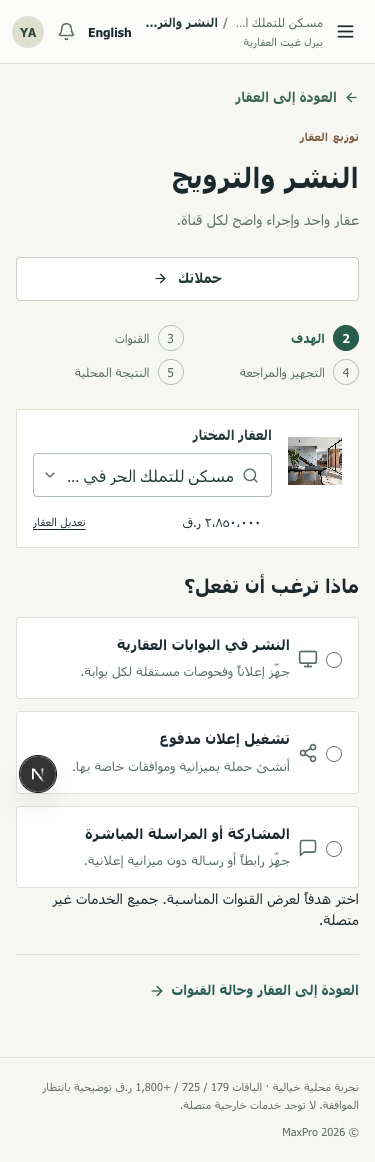 مسكن للتملك ا... / النشر والتر...
بيرل غيت العقارية
English
YA
العودة إلى العقار
توزيع العقار
النشر والترويج
عقار واحد وإجراء واضح لكل قناة.
حملاتك
2 الهدف
3 القنوات
4 التجهيز والمراجعة
5 النتيجة المحلية
العقار المختار
مسكن للتملك الحر في ...
٢،٨٥٠،٠٠٠ ر.ق
تعديل العقار
ماذا ترغب أن تفعل؟
النشر في البوابات العقارية
جهّز إعلاناً وفحوصات مستقلة لكل بوابة.
تشغيل إعلان مدفوع
أنشئ حملة بميزانية وموافقات خاصة بها.
N
المشاركة أو المراسلة المباشرة
جهّز رابطاً أو رسالة دون ميزانية إعلانية.
اختر هدفاً لعرض القنوات المناسبة. جميع الخدمات غير
متصلة.
العودة إلى العقار وحالة القنوات
تجربة محلية خيالية · الباقات 179 / 725 / +1,800 ر.ق توضيحية بانتظار
الموافقة. لا توجد خدمات خارجية متصلة.
© 2026 MaxPro